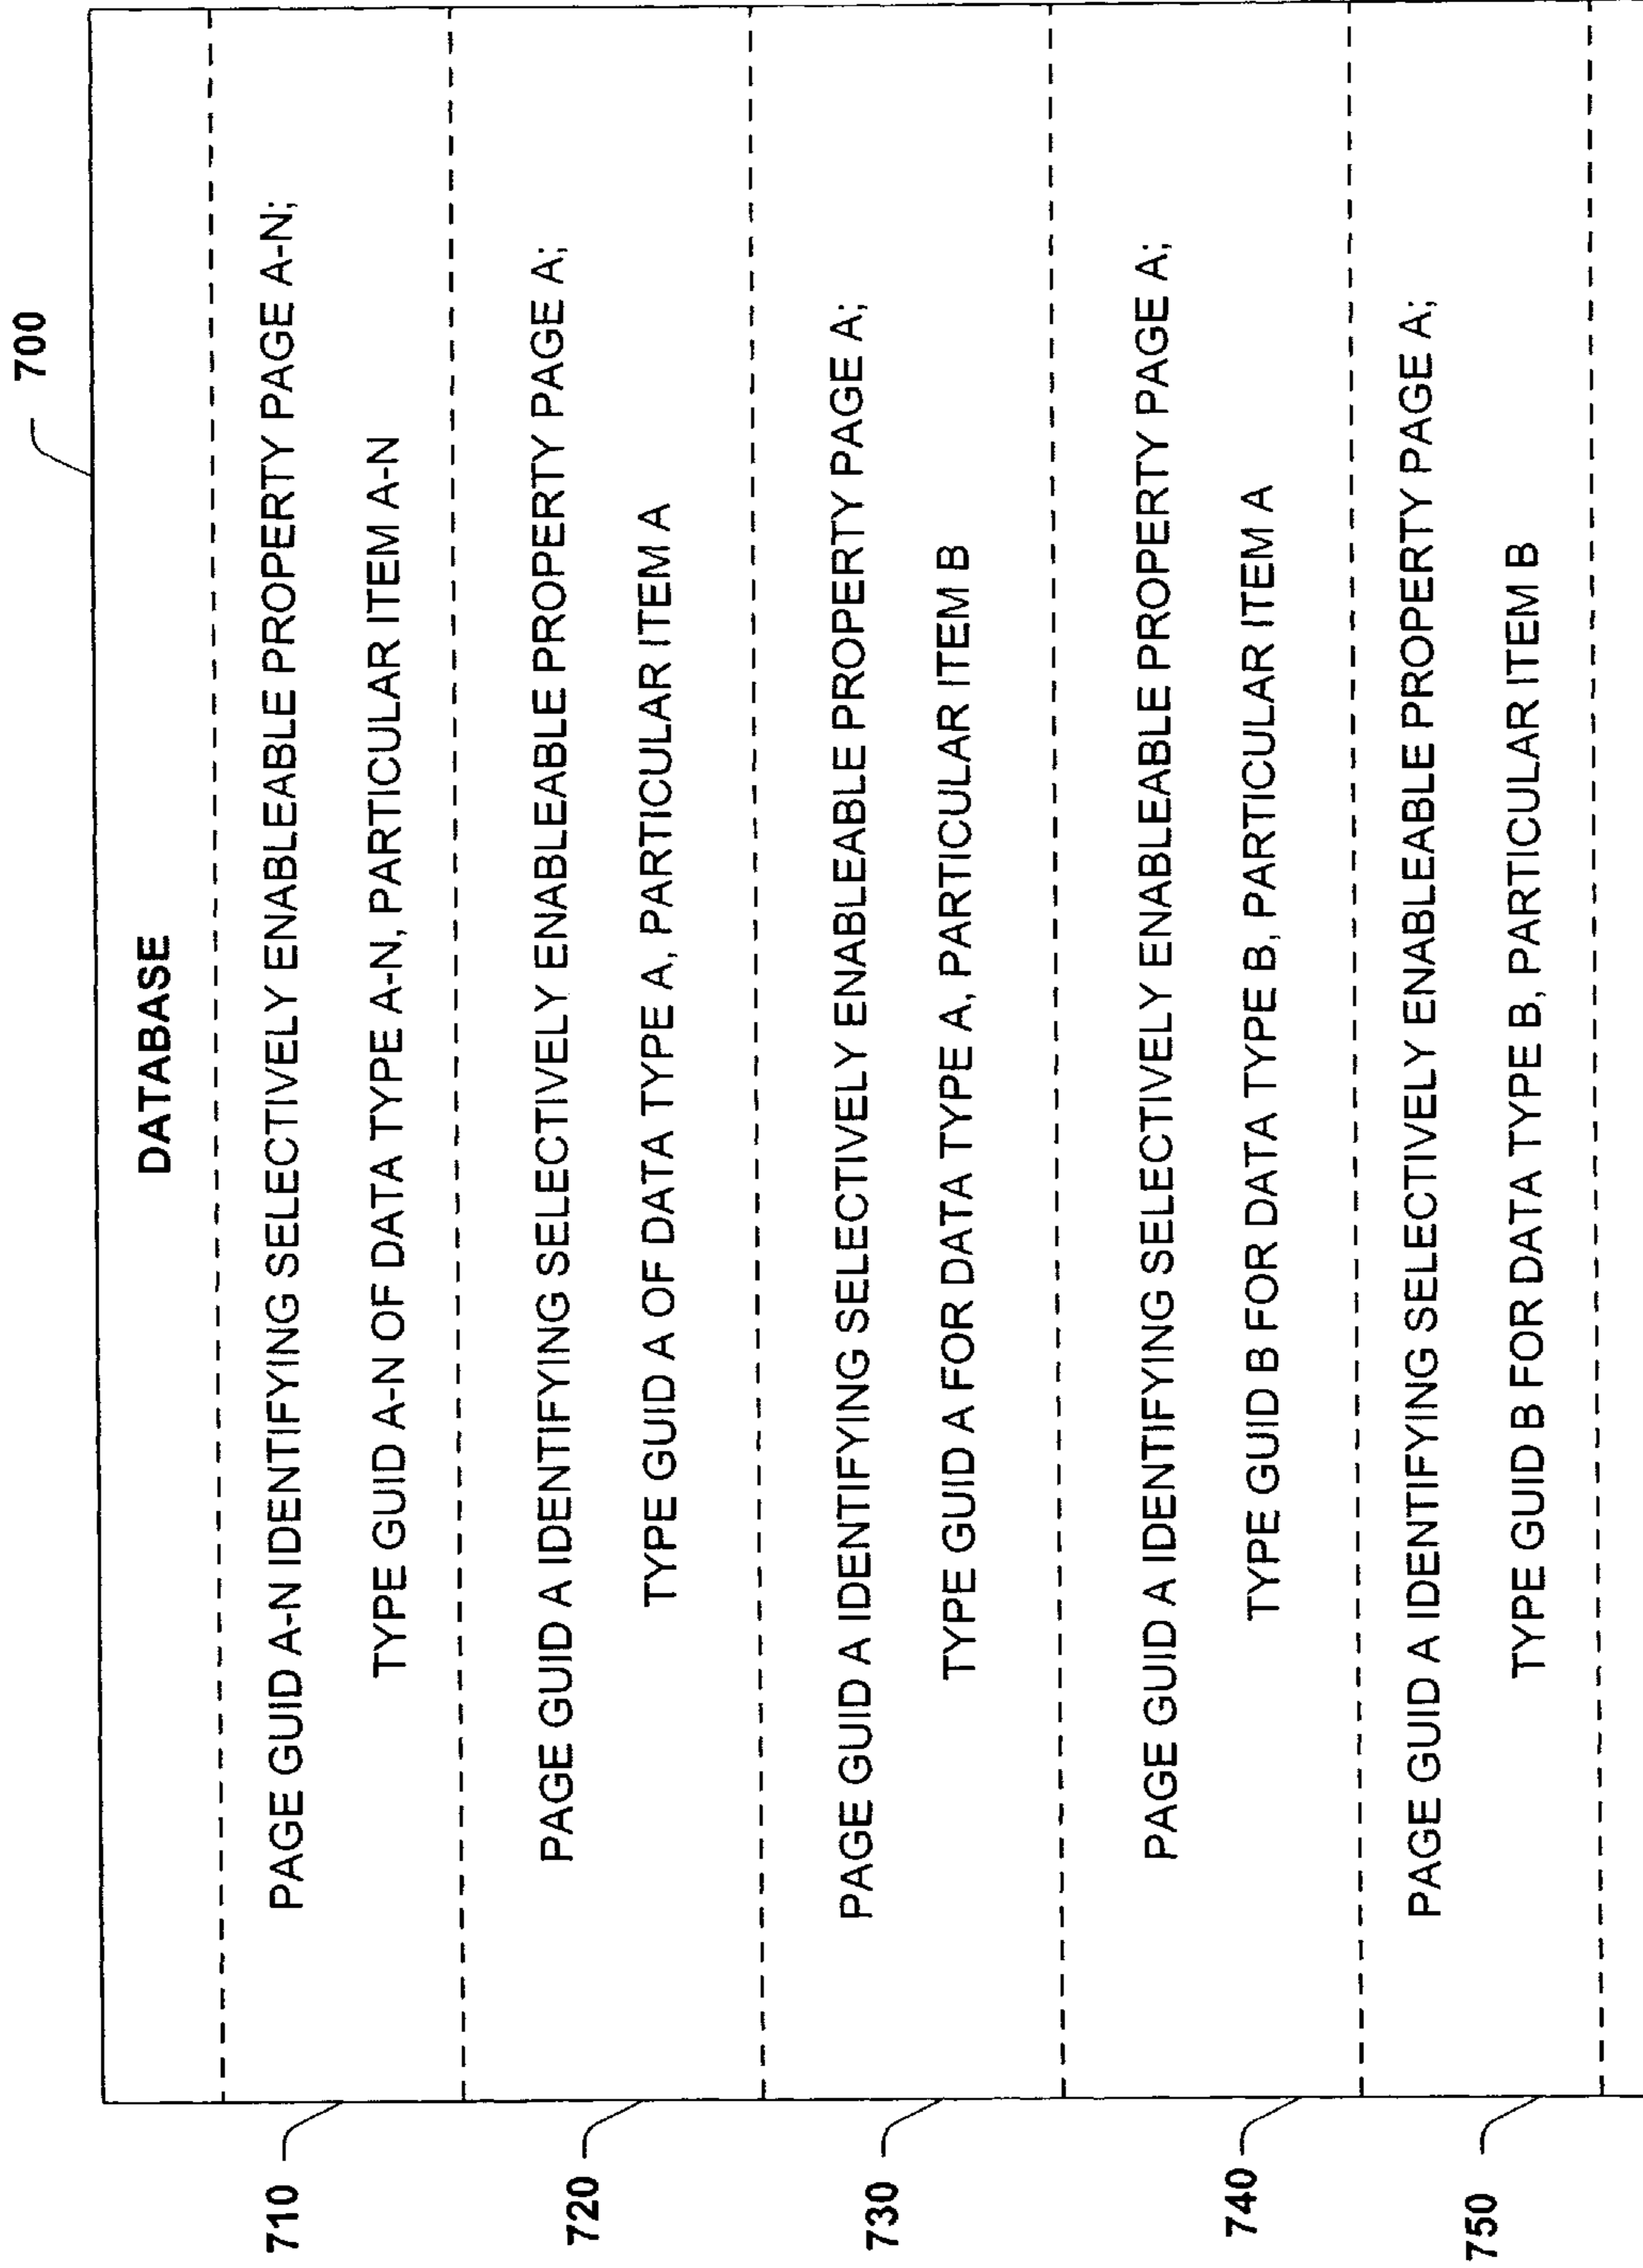 700
DATABASE
710
PAGE GUID A-N IDENTIFYING SELECTIVELY ENABLEABLE PROPERTY PAGE A-N;
TYPE GUID A-N OF DATA TYPE A-N, PARTICULAR ITEM A-N
720
PAGE GUID A IDENTIFYING SELECTIVELY ENABLEABLE PROPERTY PAGE A;
TYPE GUID A OF DATA TYPE A, PARTICULAR ITEM A
730
PAGE GUID A IDENTIFYING SELECTIVELY ENABLEABLE PROPERTY PAGE A;
TYPE GUID A FOR DATA TYPE A, PARTICULAR ITEM B
740
PAGE GUID A IDENTIFYING SELECTIVELY ENABLEABLE PROPERTY PAGE A;
TYPE GUID B FOR DATA TYPE B, PARTICULAR ITEM A
750
PAGE GUID A IDENTIFYING SELECTIVELY ENABLEABLE PROPERTY PAGE A;
TYPE GUID B FOR DATA TYPE B, PARTICULAR ITEM B